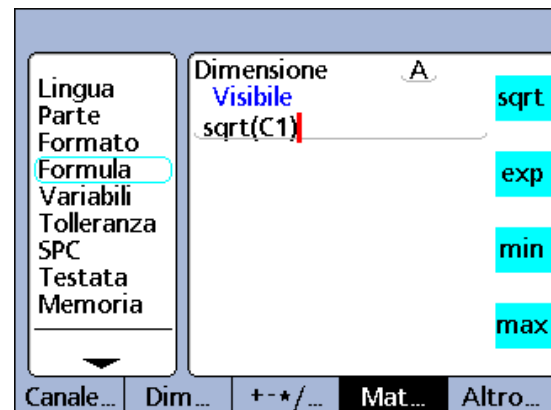 Lingua
Parte
Formato
Formula
Variabili
Tolleranza
SPC
Testata
Memoria
Dimensione A
Visibile
sqrt(C1)
sqrt
exp
min
max
Canale... Dim... +-*/... Mat... Altro...